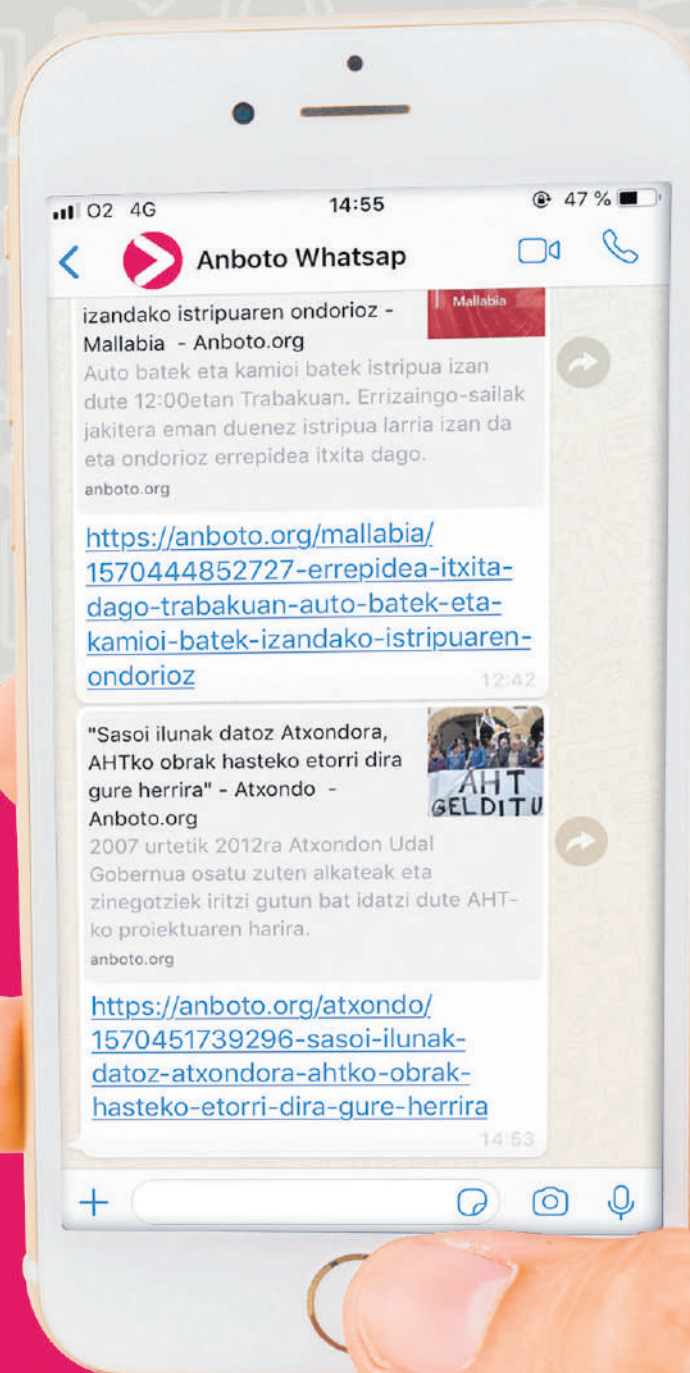 O2 4G 14:55 47 %
Anboto Whatsap
izandako istripuaren ondorioz -
Mallabia - Anboto.org
Mallabia
Auto batek eta kamioi batek istripua izan
dute 12:00etan Trabakuan. Errizaingo-sailak
jakitera eman duenez istripua larria izan da
eta ondorioz errepidea itxita dago.
anboto.org
https://anboto.org/mallabia/
1570444852727-errepidea-itxita-
dago-trabakuan-auto-batek-eta-
kamioi-batek-izandako-istripuaren-
ondorioz
12:42
"Sasoi ilunak datoz Atxondora,
AHTko obrak hasteko etorri dira
gure herrira" - Atxondo -
Anboto.org
AHT
GELDITU
2007 urtetik 2012ra Atxondon Udal
Gobernua osatu zuten alkateak eta
zinegotziek iritzi gutun bat idatzi dute AHT-
ko proiektuaren harira.
anboto.org
https://anboto.org/atxondo/
1570451739296-sasoi-ilunak-
datoz-atxondora-ahtko-obrak-
hasteko-etorri-dira-gure-herrira
14:53